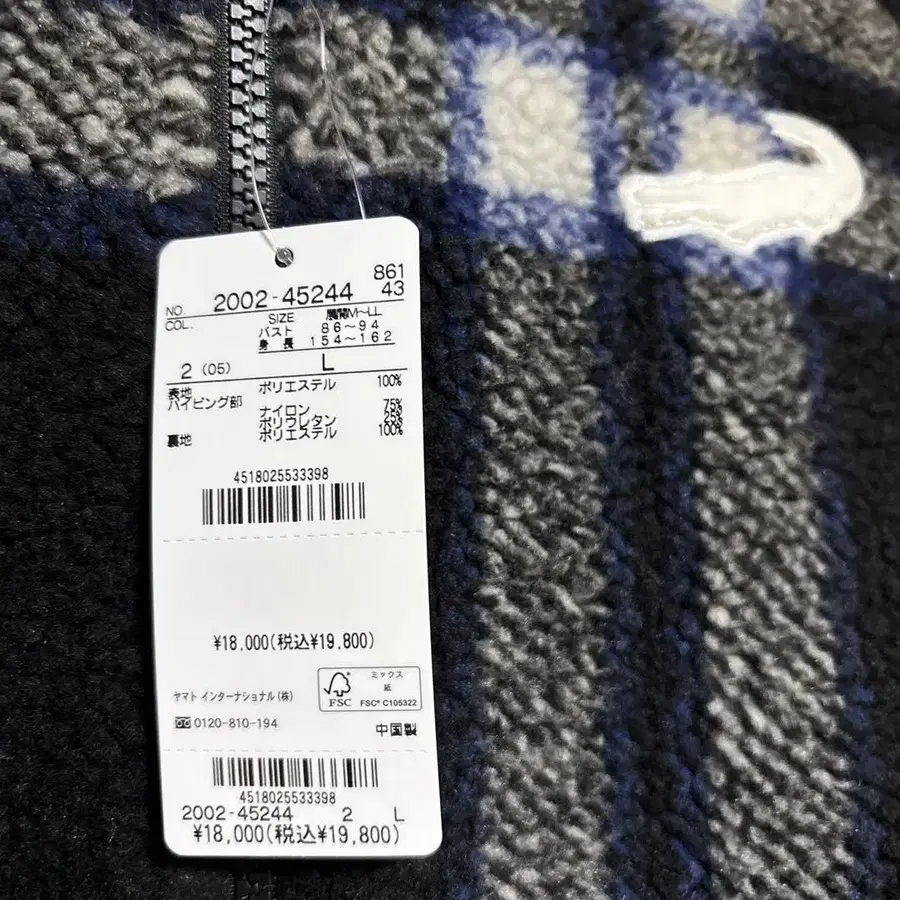 861
NO. 2002-45244 43
COL. SIZE 展開M〜LL
バスト 86〜94
身 長 154〜162
2 (05) L
表地 ポリエステル 100%
パイピング部
ナイロン 75%
ポリウレタン 25%
裏地 ポリエステル 100%
4518025533398
¥18,000(税込¥19,800)
ミックス
紙
FSC FSC® C105322
ヤマト インターナショナル(株)
0120-810-194
中国製
4518025533398
2002-45244 2 L
¥18,000(税込¥19,800)